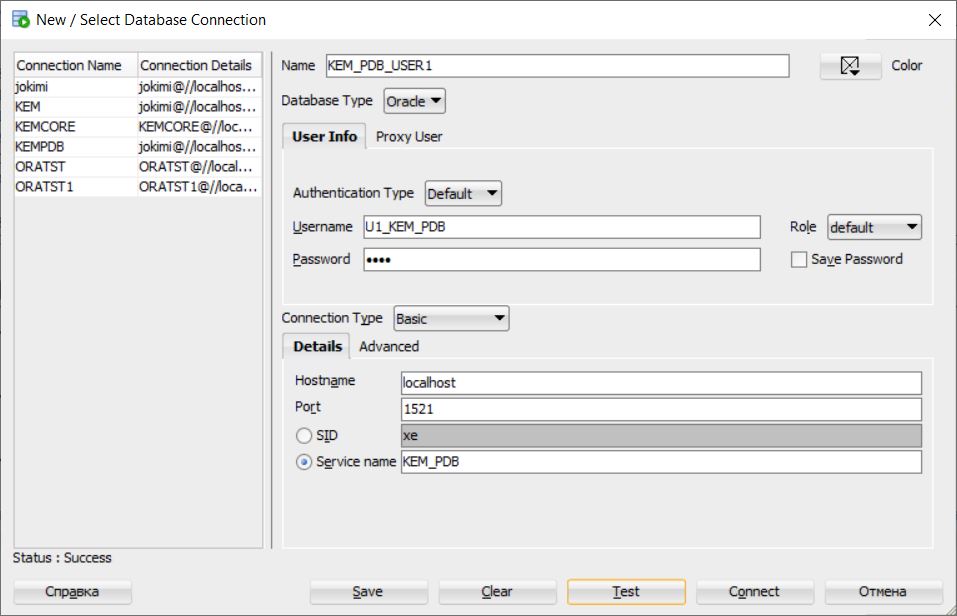 New / Select Database Connection
Connection Name Connection Details
jokimi jokimi@//localhos...
KEM jokimi@//localhos...
KEMCORE KEMCORE@//loc...
KEMPDB jokimi@//localhos...
ORATST ORATST@//local...
ORATST1 ORATST1@//loca...
Status : Success
Name KEM_PDB_USER1 Color
Database Type Oracle
User Info Proxy User
Authentication Type Default
Username U1_KEM_PDB Role default
Password •••• Save Password
Connection Type Basic
Details Advanced
Hostname localhost
Port 1521
SID xe
Service name KEM_PDB
Справка Save Clear Test Connect Отмена